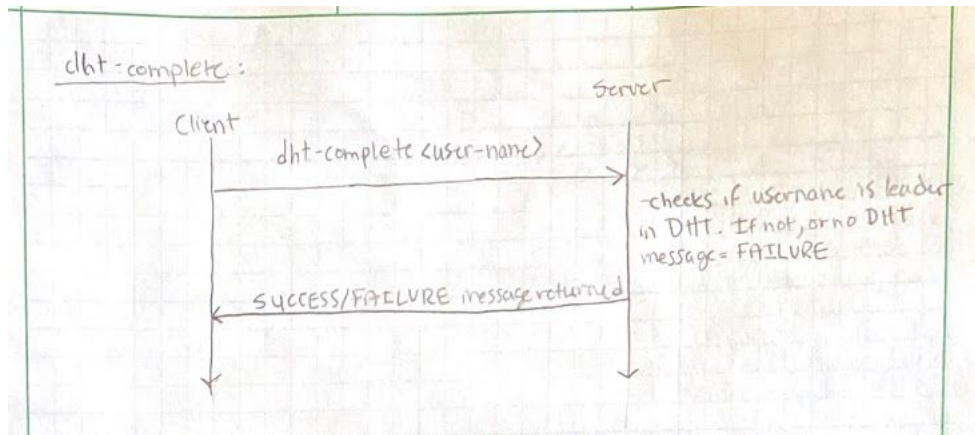 dht-complete:
Server
Client
dht-complete <user-name>
-checks if username is leader
in DHT. If not, or no DHT
message = FAILURE
SUCCESS/FAILURE message returned